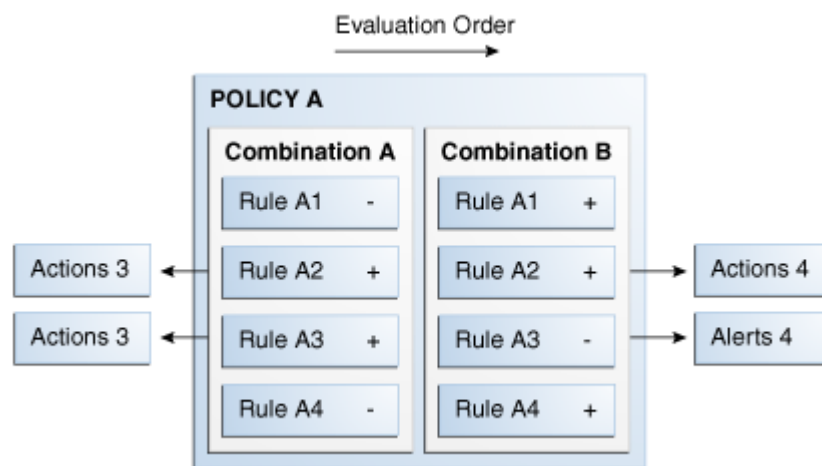 Evaluation Order
POLICY A
Combination A
Rule A1 -
Rule A2 +
Rule A3 +
Rule A4 -
Combination B
Rule A1 +
Rule A2 +
Rule A3 -
Rule A4 +
Actions 3
Actions 3
Actions 4
Alerts 4